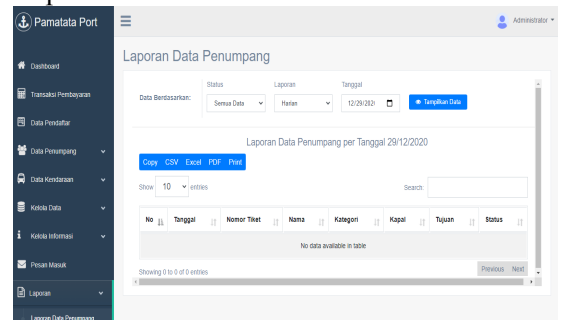 Pamatata Port
Administrator
Dashboard
Transaksi Pembayaran
Data Pendaftar
Data Penumpang
Data Kendaraan
Kelola Data
Kelola Informasi
Pesan Masuk
Laporan
Laporan Data Penumpang
Laporan Data Penumpang
Status Laporan Tanggal
Data Berdasarkan: Semua Data Harian 12/29/202 Tampilkan Data
Laporan Data Penumpang per Tanggal 29/12/2020
Copy CSV Excel PDF Print
Show 10 entries Search:
No Tanggal Nomor Tiket Nama Kategori Kapal Tujuan Status
No data available in table
Showing 0 to 0 of 0 entries Previous Next